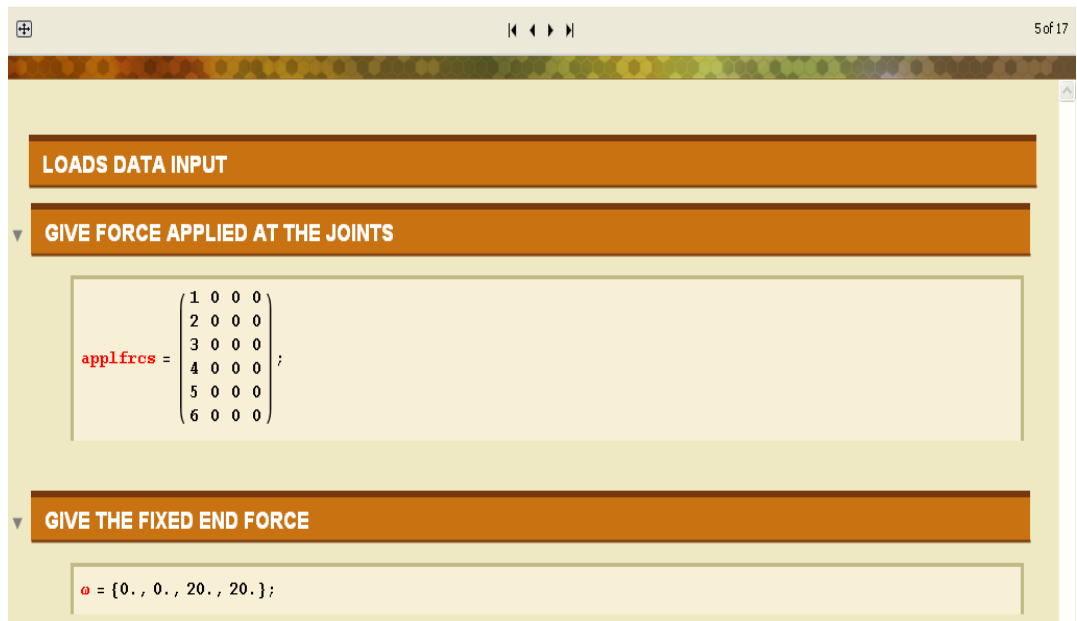 5 of 17
LOADS DATA INPUT
GIVE FORCE APPLIED AT THE JOINTS
1 0 0 0
2 0 0 0
3 0 0 0
applfrcs = ;
4 0 0 0
5 0 0 0
6 0 0 0
GIVE THE FIXED END FORCE
ω = {0., 0., 20., 20.};